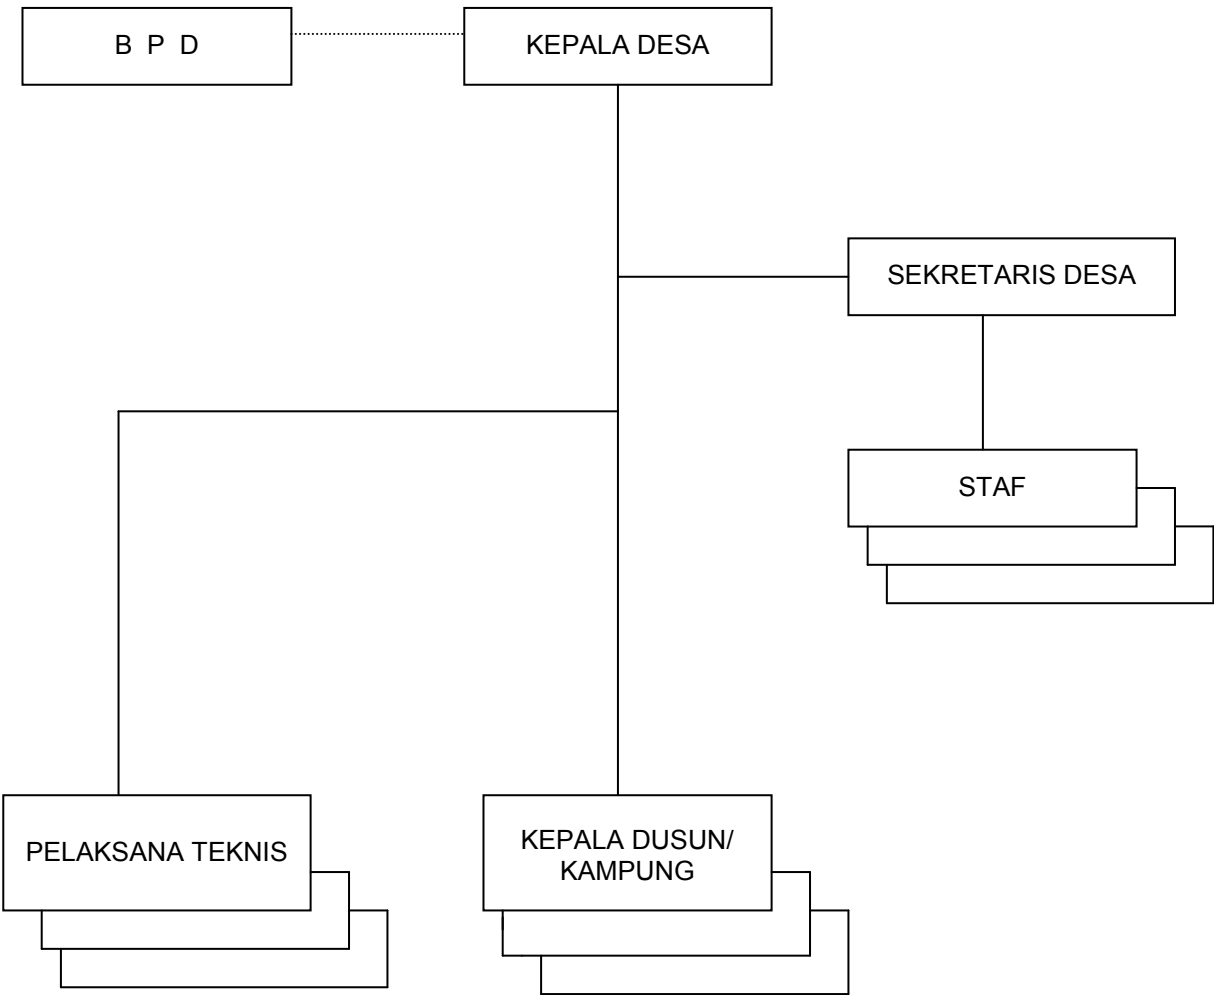 B P D
KEPALA DESA
SEKRETARIS DESA
STAF
PELAKSANA TEKNIS
KEPALA DUSUN/
KAMPUNG